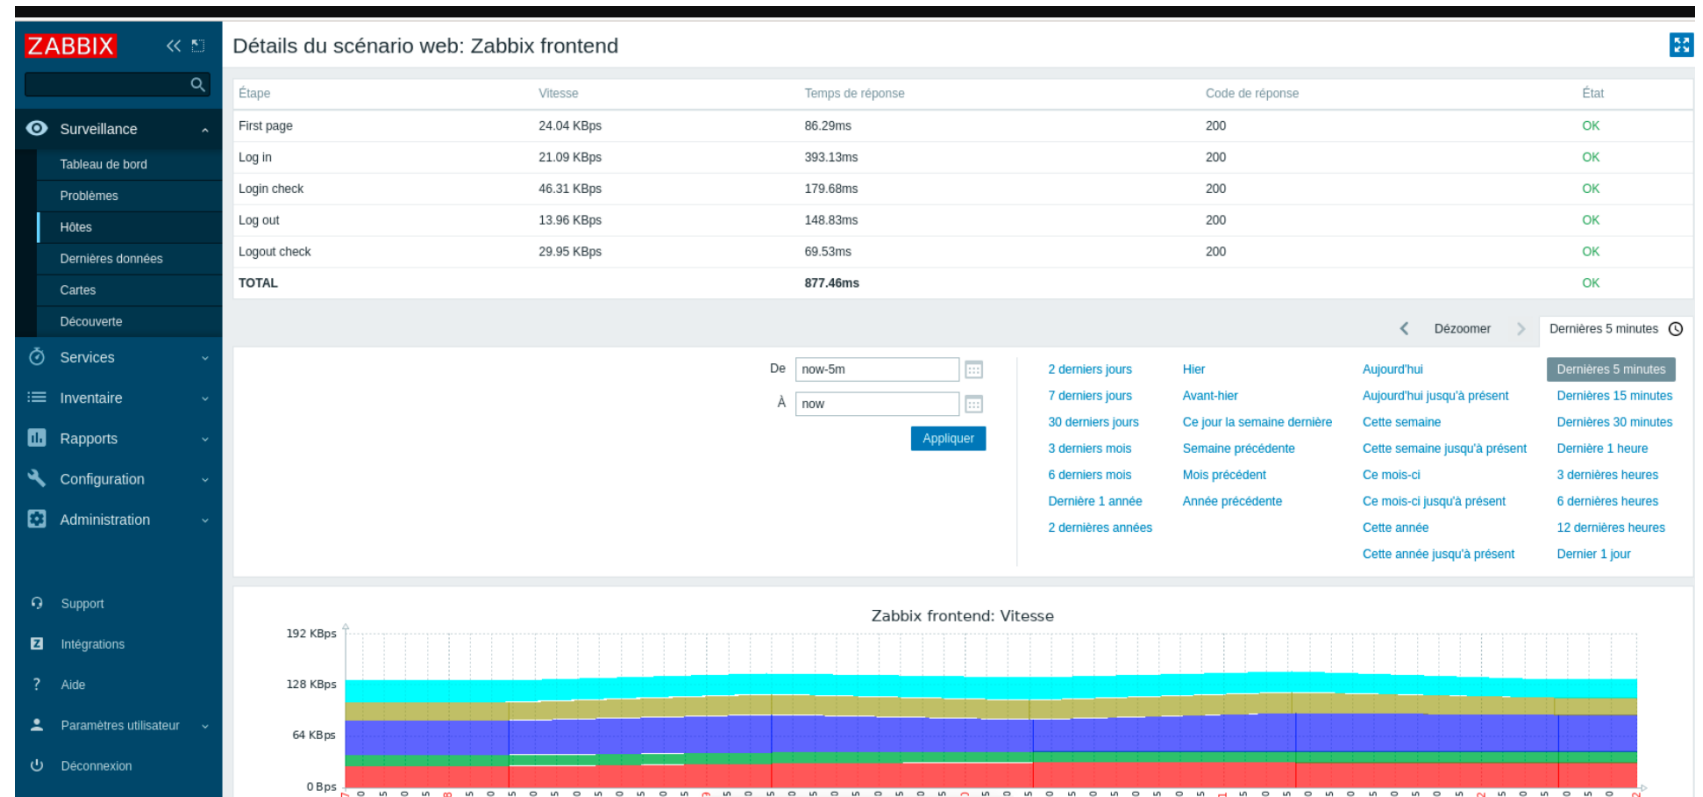 ZABBIX
Détails du scénario web: Zabbix frontend
Surveillance
Tableau de bord
Problèmes
Hôtes
Dernières données
Cartes
Découverte
Services
Inventaire
Rapports
Configuration
Administration
Support
Intégrations
Aide
Paramètres utilisateur
Déconnexion
Étape Vitesse Temps de réponse Code de réponse État
First page 24.04 KBps 86.29ms 200 OK
Log in 21.09 KBps 393.13ms 200 OK
Login check 46.31 KBps 179.68ms 200 OK
Log out 13.96 KBps 148.83ms 200 OK
Logout check 29.95 KBps 69.53ms 200 OK
TOTAL 877.46ms OK
Dézoomer Dernières 5 minutes
De now-5m
À now
Appliquer
2 derniers jours Hier Aujourd'hui Dernières 5 minutes
7 derniers jours Avant-hier Aujourd'hui jusqu'à présent Dernières 15 minutes
30 derniers jours Ce jour la semaine dernière Cette semaine Dernières 30 minutes
3 derniers mois Semaine précédente Cette semaine jusqu'à présent Dernière 1 heure
6 derniers mois Mois précédent Ce mois-ci 3 dernières heures
Dernière 1 année Année précédente Ce mois-ci jusqu'à présent 6 dernières heures
2 dernières années Cette année 12 dernières heures
Cette année jusqu'à présent Dernier 1 jour
Zabbix frontend: Vitesse
192 KBps
128 KBps
64 KBps
0 Bps